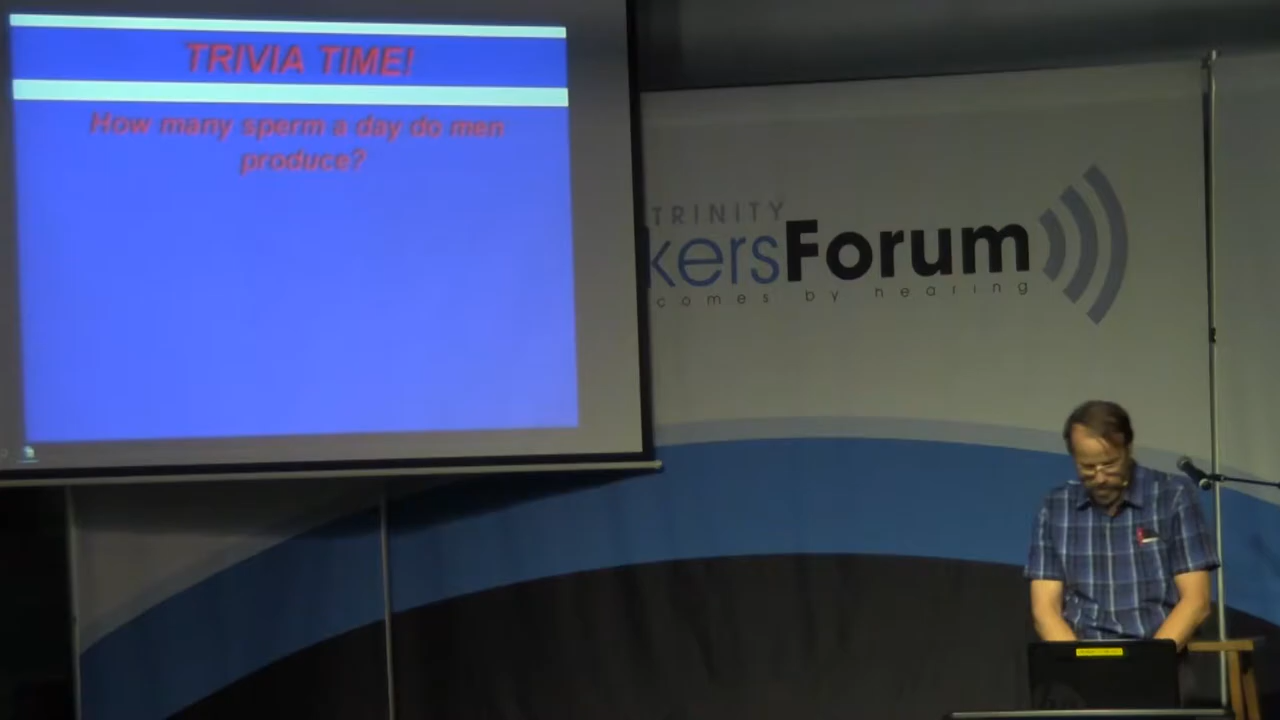 TRIVIA TIME!
How many sperm a day do men
produce?
TRINITY
kersForum
comes by hearing